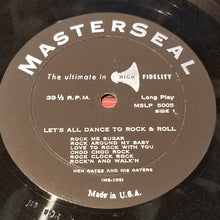 MASTERSEAL
The ultimate in HIGH FIDELITY
33⅓ R.P.M. Long Play
MSLP 5005
SIDE 1
LET'S ALL DANCE TO ROCK & ROLL
ROCK ME SUGAR
ROCK AROUND MY BABY
LOVE TO ROCK WITH YOU
CHOO CHOO ROCK
ROCK CLOCK ROCK
ROCK'N AND WALK'N
HEN GATES AND HIS GATERS
Made in U.S.A.